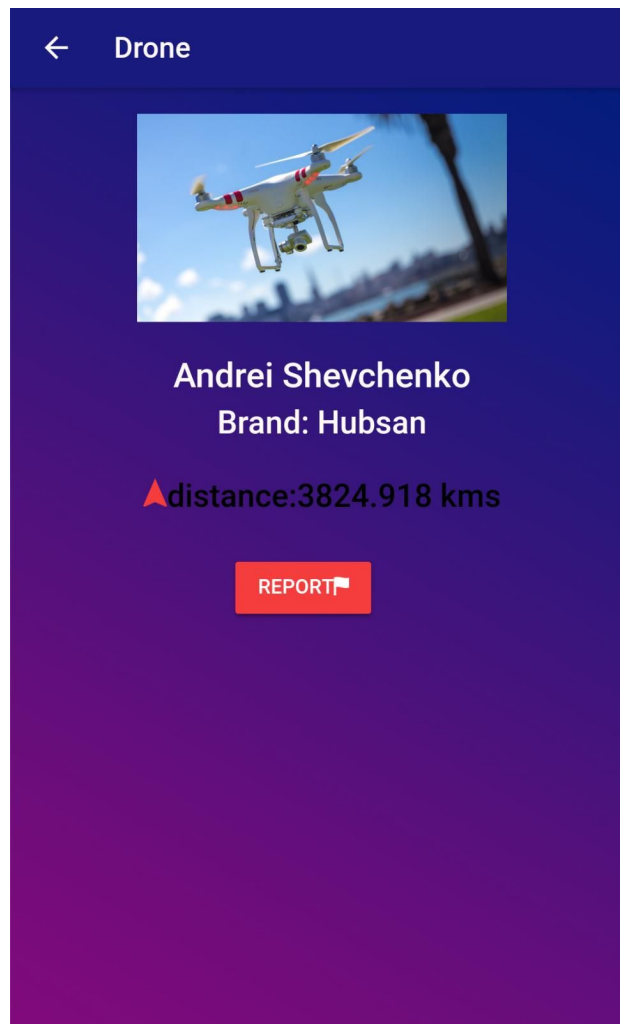 Drone
Andrei Shevchenko
Brand: Hubsan
distance:3824.918 kms
REPORT